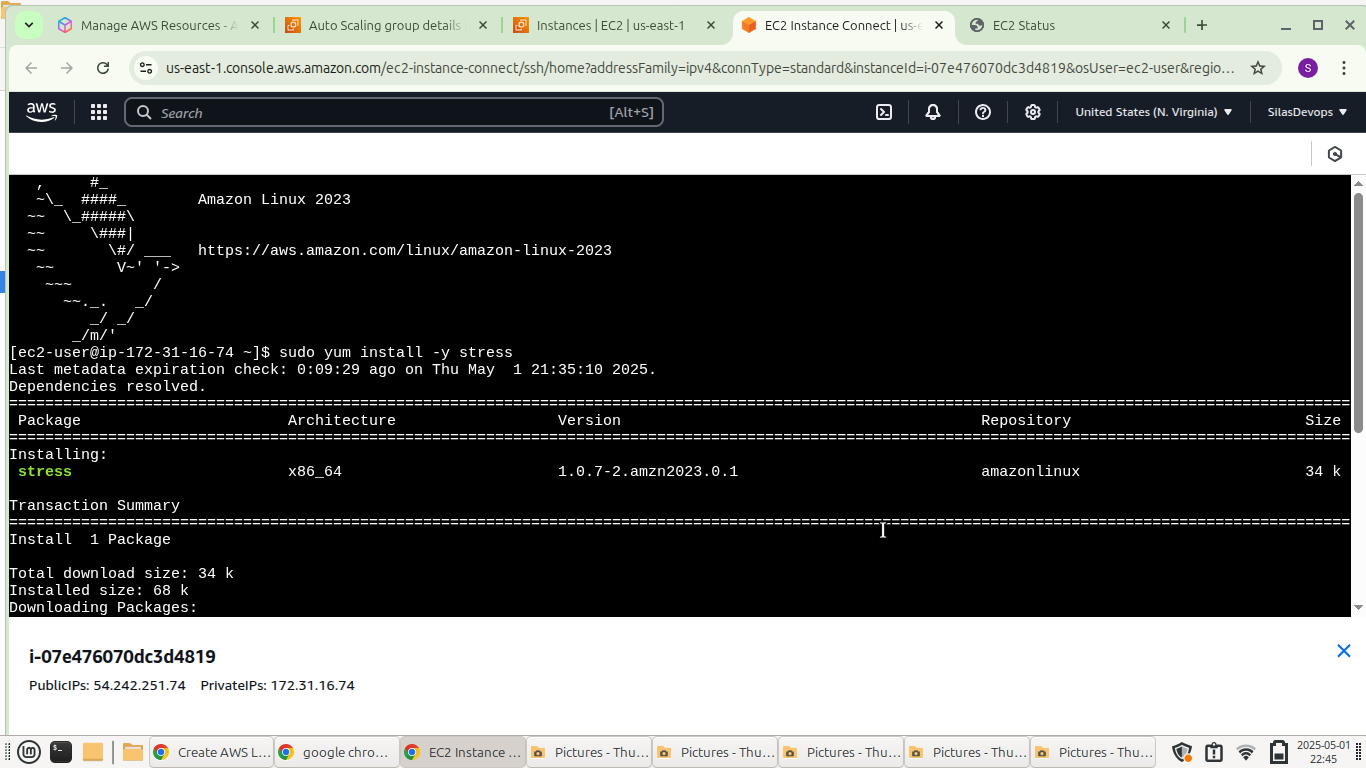 Manage AWS Resources - A
Auto Scaling group details
Instances | EC2 | us-east-1
EC2 Instance Connect | us-e
EC2 Status
us-east-1.console.aws.amazon.com/ec2-instance-connect/ssh/home?addressFamily=ipv4&connType=standard&instanceId=i-07e476070dc3d4819&osUser=ec2-user&regio...
S
aws
Search
[Alt+S]
United States (N. Virginia)
SilasDevops
   ,     #_
   ~\_  ####_        Amazon Linux 2023
  ~~  \_#####\
  ~~     \###|
  ~~       \#/ ___   https://aws.amazon.com/linux/amazon-linux-2023
   ~~       V~' '->
    ~~~         /
      ~~._.   _/
         _/ _/
       _/m/'
[ec2-user@ip-172-31-16-74 ~]$ sudo yum install -y stress
Last metadata expiration check: 0:09:29 ago on Thu May  1 21:35:10 2025.
Dependencies resolved.
Package Architecture Version Repository Size
Installing:
stress x86_64 1.0.7-2.amzn2023.0.1 amazonlinux 34 k
Transaction Summary
Install  1 Package
Total download size: 34 k
Installed size: 68 k
Downloading Packages:
i-07e476070dc3d4819
PublicIPs: 54.242.251.74 PrivateIPs: 172.31.16.74
Create AWS L...
google chro...
EC2 Instance ...
Pictures - Thu...
Pictures - Thu...
Pictures - Thu...
Pictures - Thu...
Pictures - Thu...
2025-05-01
22:45